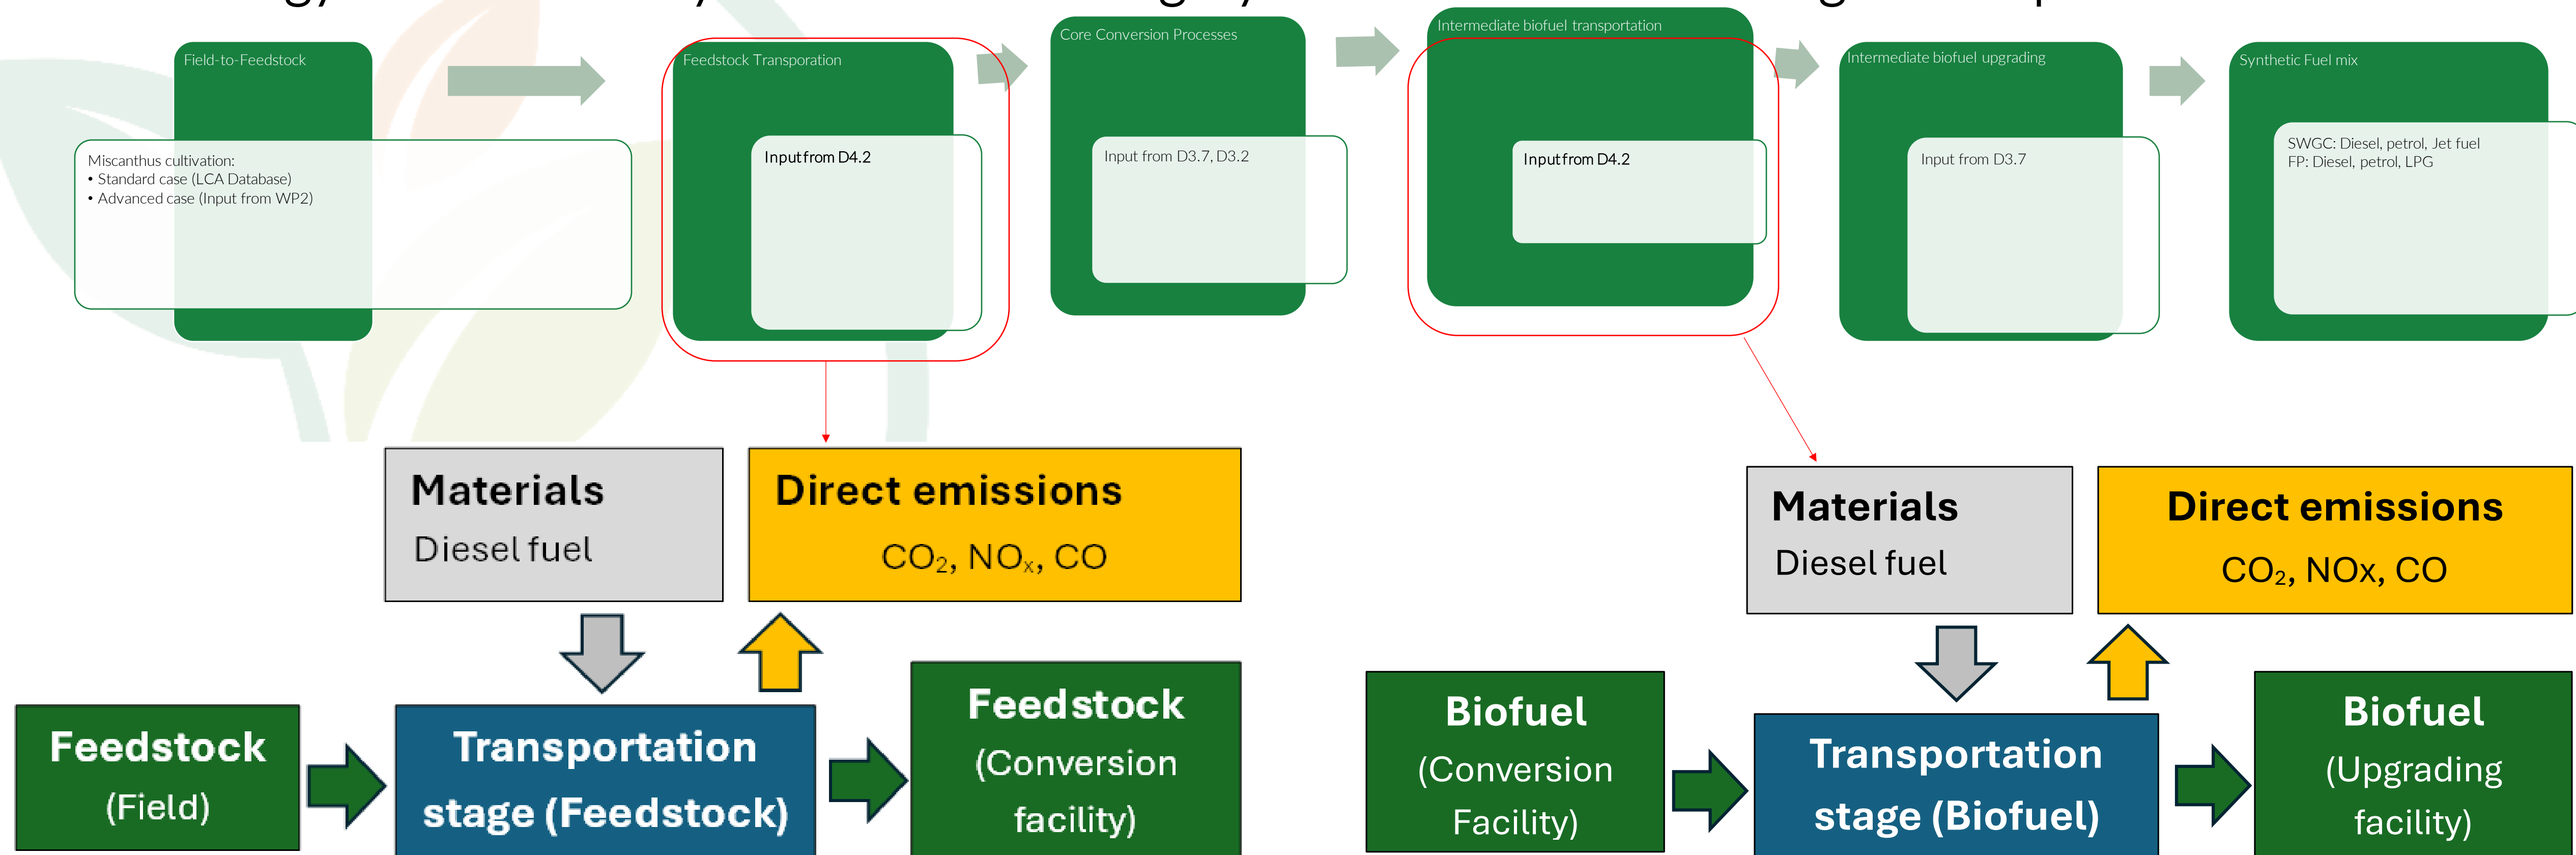 Field-to-Feedstock
Miscanthus cultivation:
• Standard case (LCA Database)
• Advanced case (Input from WP2)
Feedstock Transporation
Input from D4.2
Core Conversion Processes
Input from D3.7, D3.2
Intermediate biofuel transportation
Input from D4.2
Intermediate biofuel upgrading
Input from D3.7
Synthetic Fuel mix
SWGC: Diesel, petrol, Jet fuel
FP: Diesel, petrol, LPG
Materials
Diesel fuel
Direct emissions
CO₂, NOₓ, CO
Feedstock
(Field)
Transportation
stage (Feedstock)
Feedstock
(Conversion
facility)
Materials
Diesel fuel
Direct emissions
CO₂, NOx, CO
Biofuel
(Conversion
Facility)
Transportation
stage (Biofuel)
Biofuel
(Upgrading
facility)